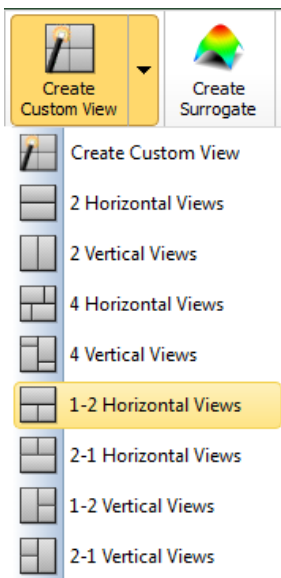 Create
Custom View
Create
Surrogate
Create Custom View
2 Horizontal Views
2 Vertical Views
4 Horizontal Views
4 Vertical Views
1-2 Horizontal Views
2-1 Horizontal Views
1-2 Vertical Views
2-1 Vertical Views